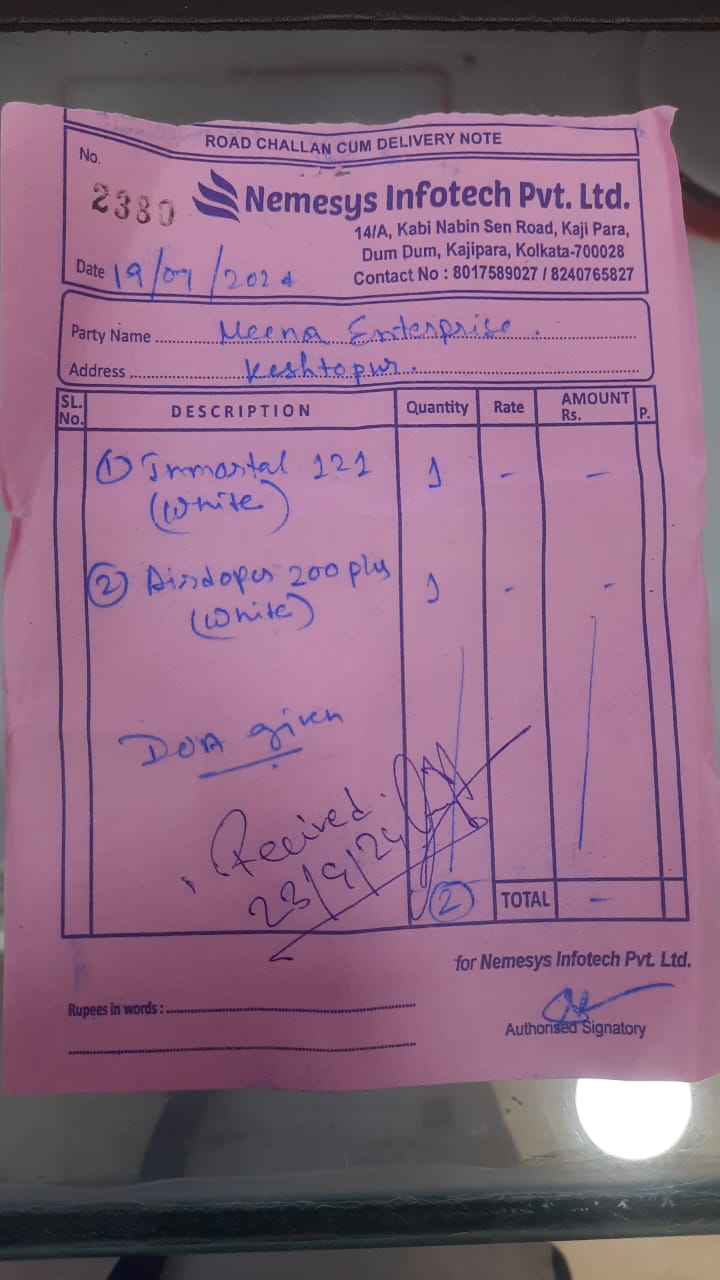 ROAD CHALLAN CUM DELIVERY NOTE
No.
2380
Nemesys Infotech Pvt. Ltd.
14/A, Kabi Nabin Sen Road, Kaji Para,
Dum Dum, Kajipara, Kolkata-700028
Contact No : 8017589027 / 8240765827
Date 19/09/2024
Party Name Meena Enterprise.
Address Keshtopur.
SL. No. DESCRIPTION Quantity Rate AMOUNT Rs. P.
① Immortal 121 1 - -
(White)
② Airdopes 200 plus 1 - -
(White)
DOA given
Received.
23/9/24
② TOTAL -
for Nemesys Infotech Pvt. Ltd.
Rupees in words :
Authorised Signatory